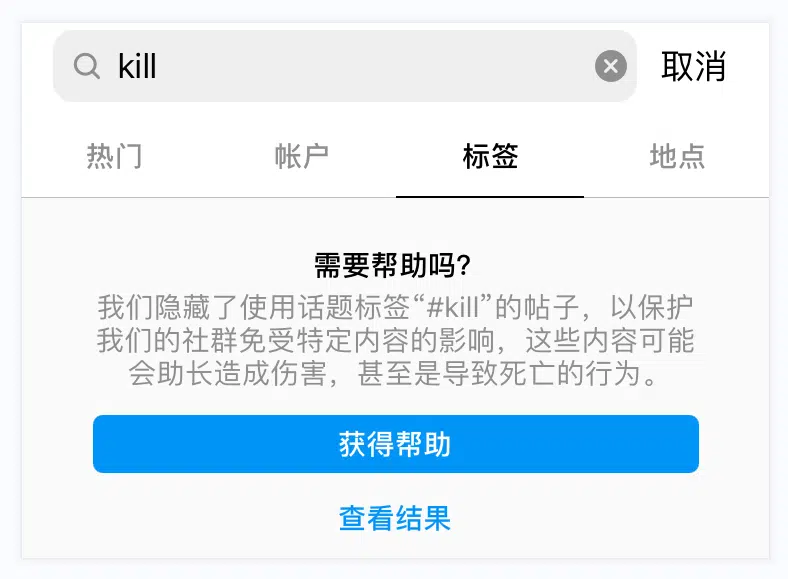 kill 取消
热门 帐户 标签 地点
需要帮助吗？
我们隐藏了使用话题标签“#kill”的帖子，以保护
我们的社群免受特定内容的影响，这些内容可能
会助长造成伤害，甚至是导致死亡的行为。
获得帮助
查看结果